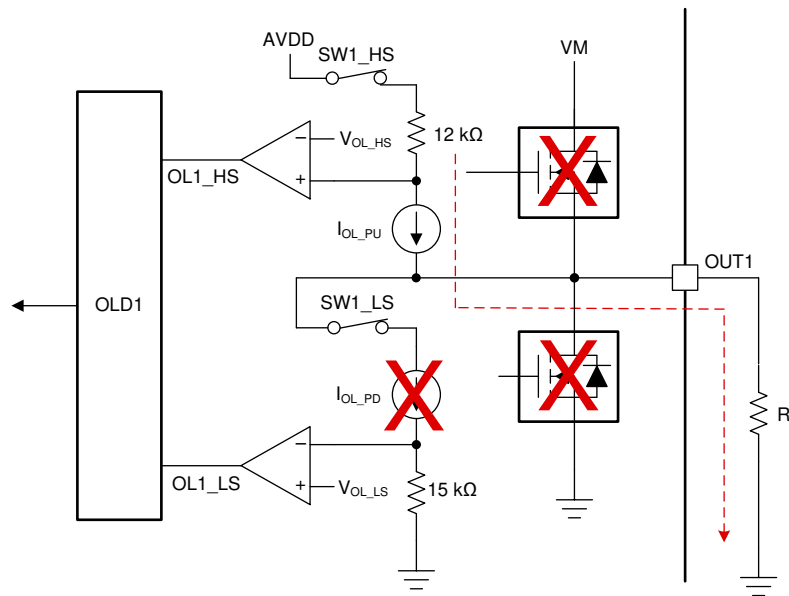 AVDD
SW1_HS
VM
−
V_OL_HS
12 kΩ
OL1_HS
+
I_OL_PU
OUT1
OLD1
SW1_LS
I_OL_PD
R
−
OL1_LS
+
V_OL_LS
15 kΩ